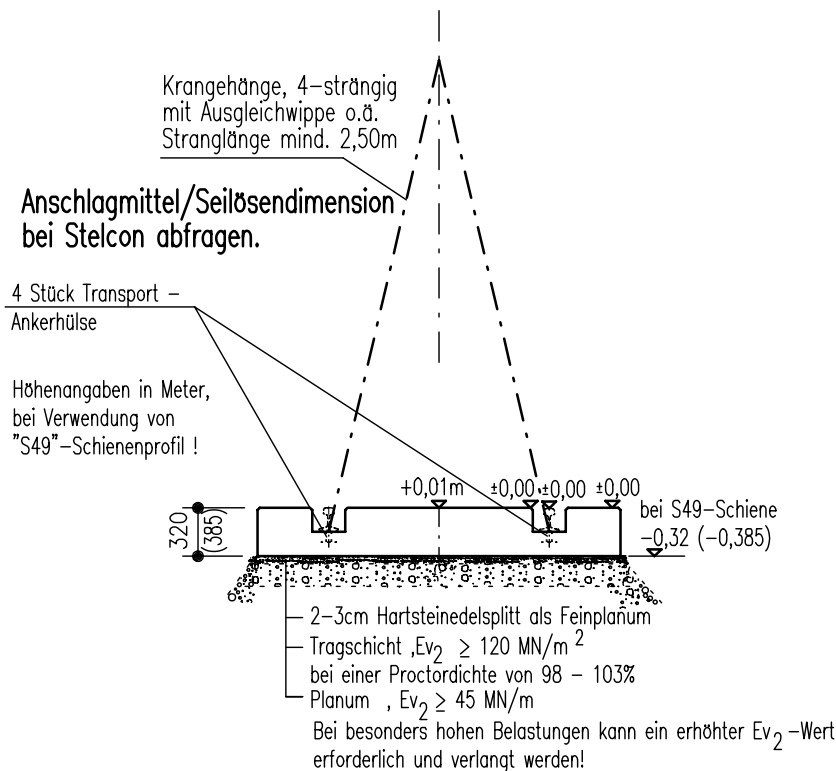 Krangehänge, 4-strängig
mit Ausgleichwippe o.ä.
Stranglänge mind. 2,50m
Anschlagmittel/Seilösendimension
bei Stelcon abfragen.
4 Stück Transport -
Ankerhülse
Höhenangaben in Meter,
bei Verwendung von
"S49"-Schienenprofil !
+0,01m
±0,00
±0,00
±0,00
bei S49-Schiene
-0,32 (-0,385)
320
(385)
2-3cm Hartsteinedelsplitt als Feinplanum
Tragschicht ,Ev₂ ≥ 120 MN/m²
bei einer Proctordichte von 98 - 103%
Planum , Ev₂ ≥ 45 MN/m
Bei besonders hohen Belastungen kann ein erhöhter Ev₂-Wert
erforderlich und verlangt werden!